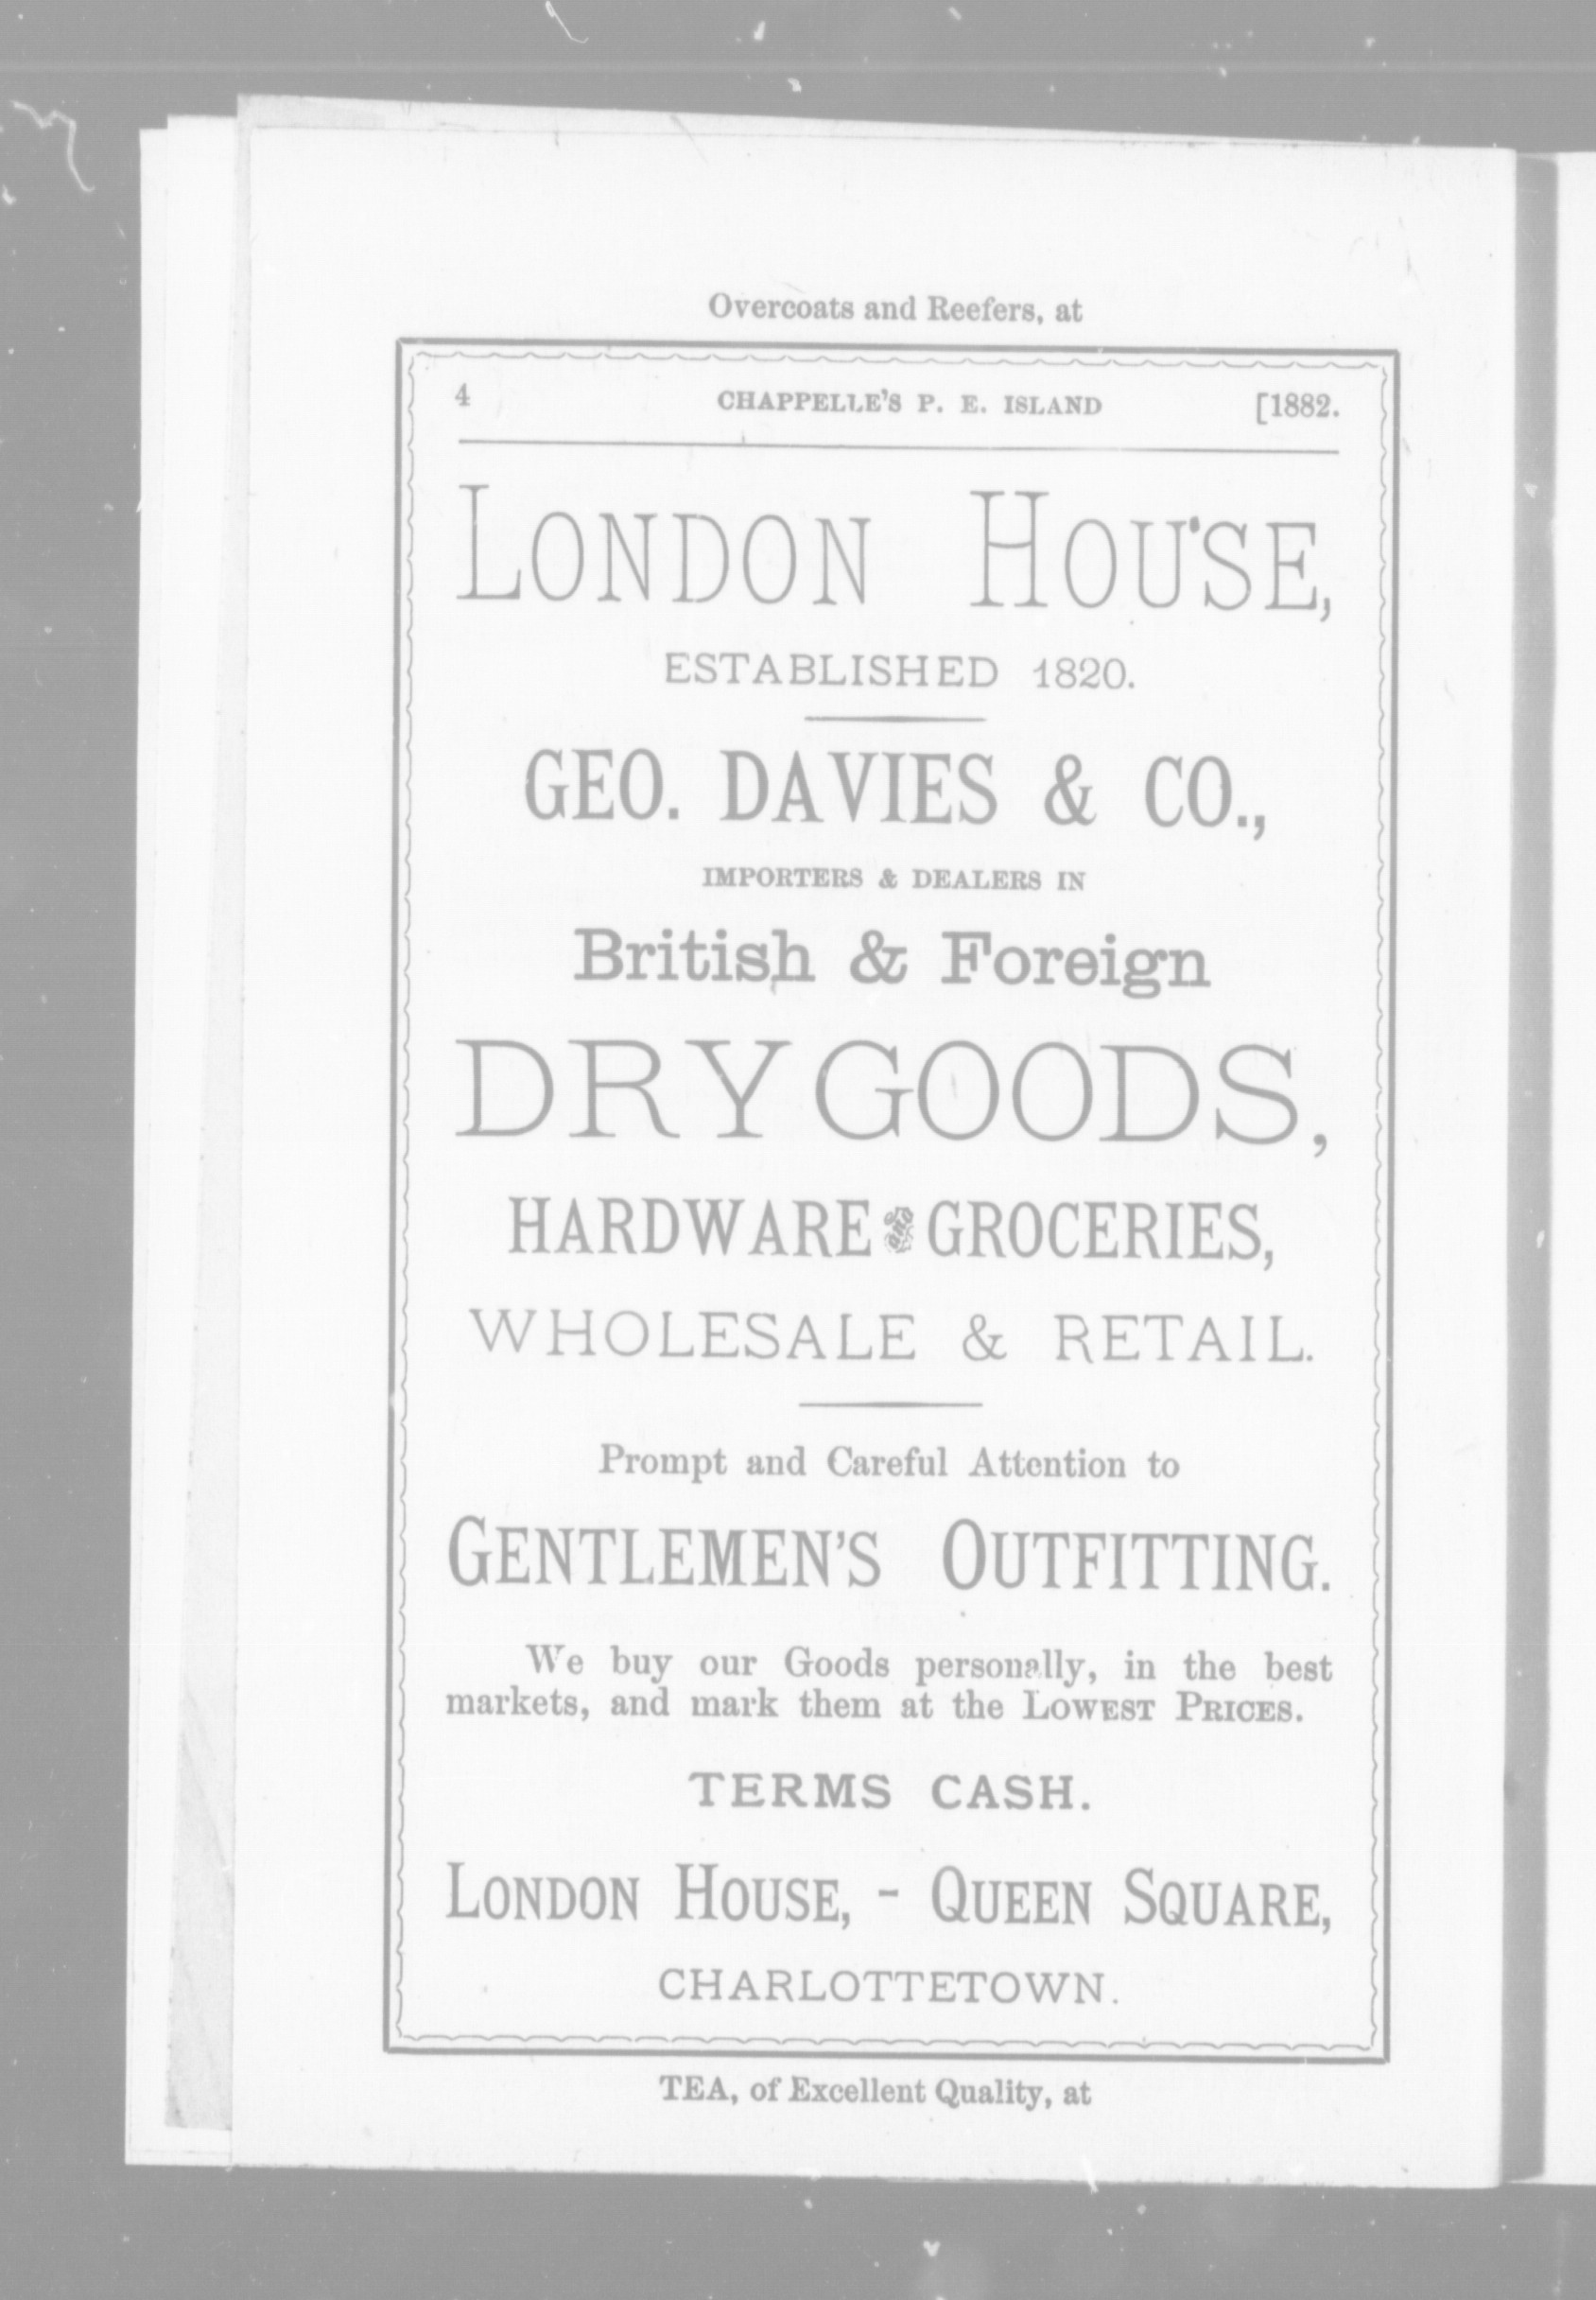 Overcoats and Reefers, at
4 CHAPPELLE'S P. E. ISLAND [1882.
LONDON HOUSE,
ESTABLISHED 1820.
GEO. DAVIES & CO.,
IMPORTERS & DEALERS IN
British & Foreign
DRY GOODS,
HARDWARE and GROCERIES,
WHOLESALE & RETAIL.
Prompt and Careful Attention to
GENTLEMEN'S OUTFITTING.
We buy our Goods personally, in the best
markets, and mark them at the LOWEST PRICES.
TERMS CASH.
LONDON HOUSE, - QUEEN SQUARE,
CHARLOTTETOWN.
TEA, of Excellent Quality, at